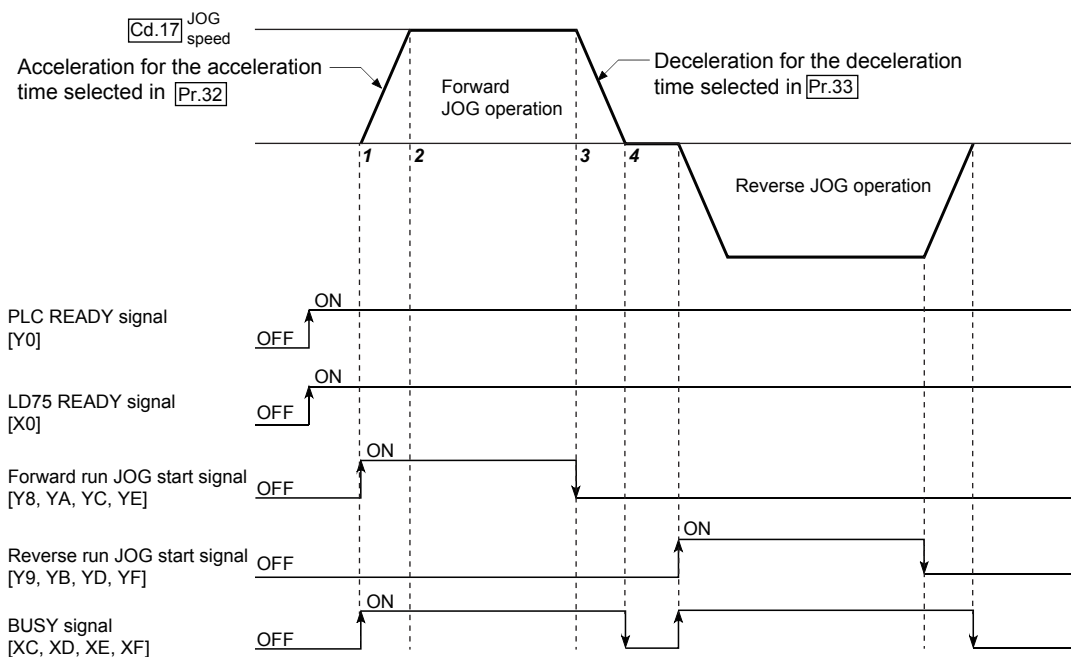 Cd.17 JOG
speed
Acceleration for the acceleration
time selected in Pr.32
Forward
JOG operation
Deceleration for the deceleration
time selected in Pr.33
1 2 3 4
Reverse JOG operation
PLC READY signal
[Y0]
OFF ON
LD75 READY signal
[X0]
OFF ON
Forward run JOG start signal
[Y8, YA, YC, YE]
OFF ON
Reverse run JOG start signal
[Y9, YB, YD, YF]
OFF ON
BUSY signal
[XC, XD, XE, XF]
OFF ON